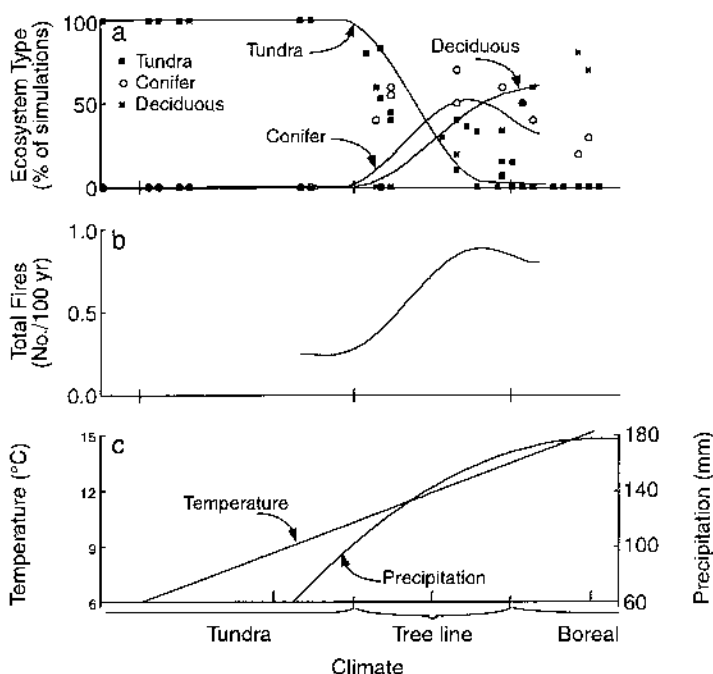 a
Ecosystem Type
(% of simulations)
100
50
0
Tundra
Conifer
Deciduous
Tundra
Conifer
Deciduous
b
Total Fires
(No./100 yr)
1.0
0.5
0.0
c
Temperature (°C)
15
12
9
6
Temperature
Precipitation
180
140
100
60
Precipitation (mm)
Tundra
Tree line
Boreal
Climate